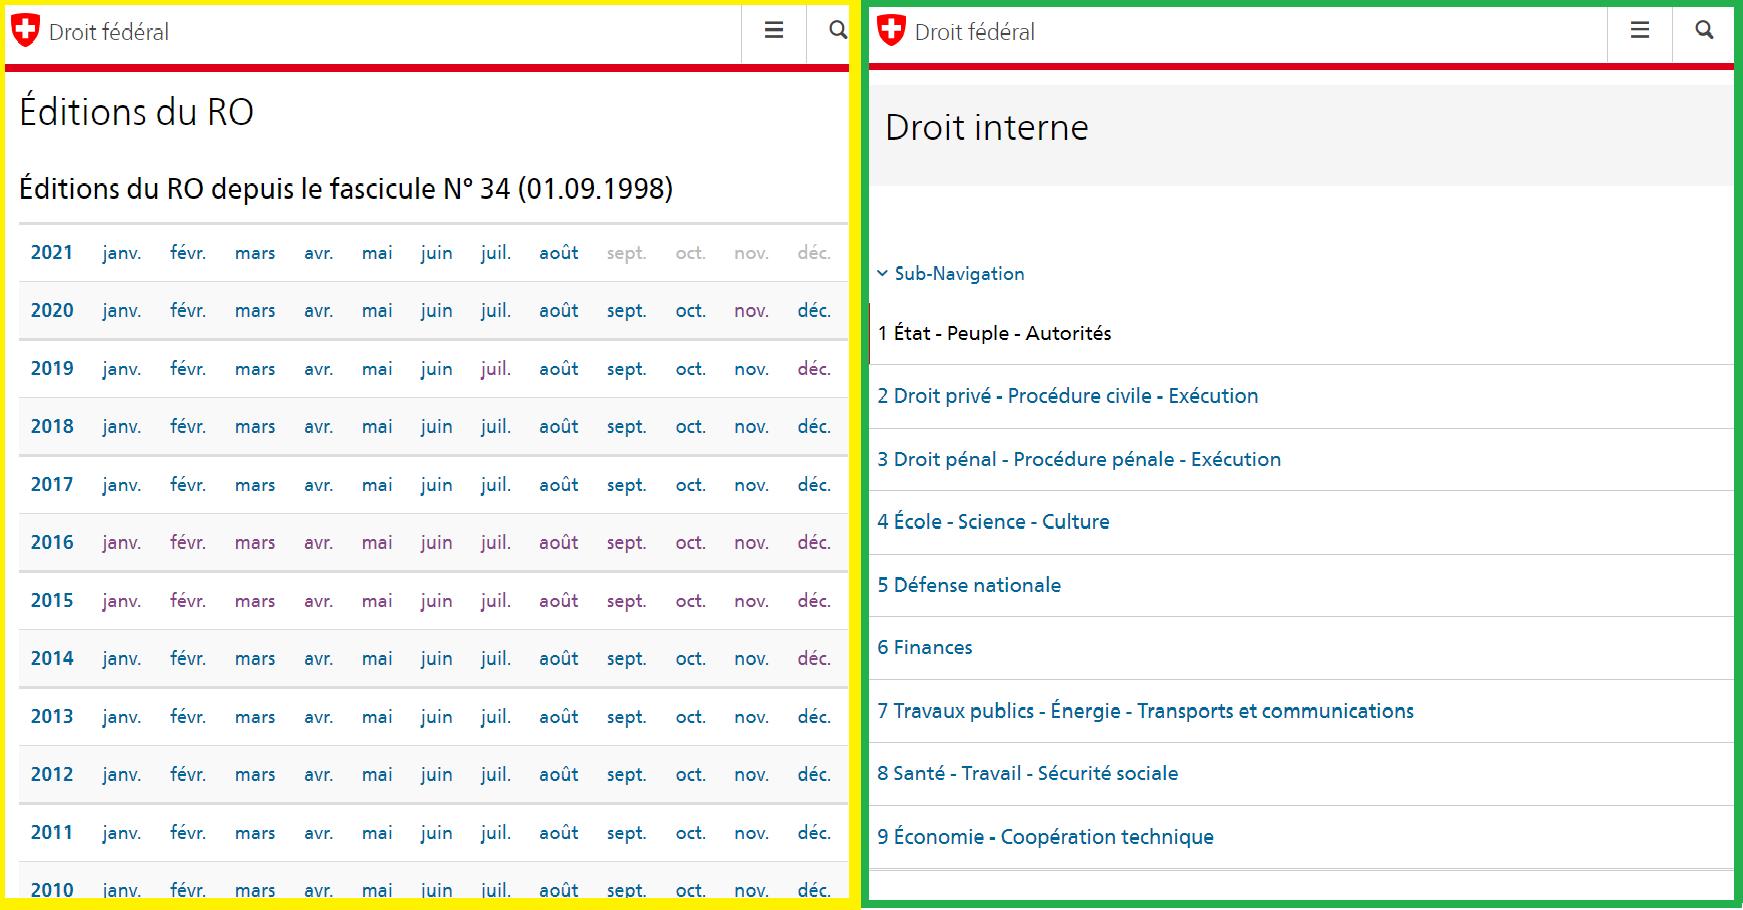 Droit fédéral
Éditions du RO
Éditions du RO depuis le fascicule N° 34 (01.09.1998)
2021 janv. févr. mars avr. mai juin juil. août sept. oct. nov. déc.
2020 janv. févr. mars avr. mai juin juil. août sept. oct. nov. déc.
2019 janv. févr. mars avr. mai juin juil. août sept. oct. nov. déc.
2018 janv. févr. mars avr. mai juin juil. août sept. oct. nov. déc.
2017 janv. févr. mars avr. mai juin juil. août sept. oct. nov. déc.
2016 janv. févr. mars avr. mai juin juil. août sept. oct. nov. déc.
2015 janv. févr. mars avr. mai juin juil. août sept. oct. nov. déc.
2014 janv. févr. mars avr. mai juin juil. août sept. oct. nov. déc.
2013 janv. févr. mars avr. mai juin juil. août sept. oct. nov. déc.
2012 janv. févr. mars avr. mai juin juil. août sept. oct. nov. déc.
2011 janv. févr. mars avr. mai juin juil. août sept. oct. nov. déc.
2010 janv. févr. mars avr. mai juin juil. août sept. oct. nov. déc.
Droit fédéral
Droit interne
Sub-Navigation
1 État - Peuple - Autorités
2 Droit privé - Procédure civile - Exécution
3 Droit pénal - Procédure pénale - Exécution
4 École - Science - Culture
5 Défense nationale
6 Finances
7 Travaux publics - Énergie - Transports et communications
8 Santé - Travail - Sécurité sociale
9 Économie - Coopération technique